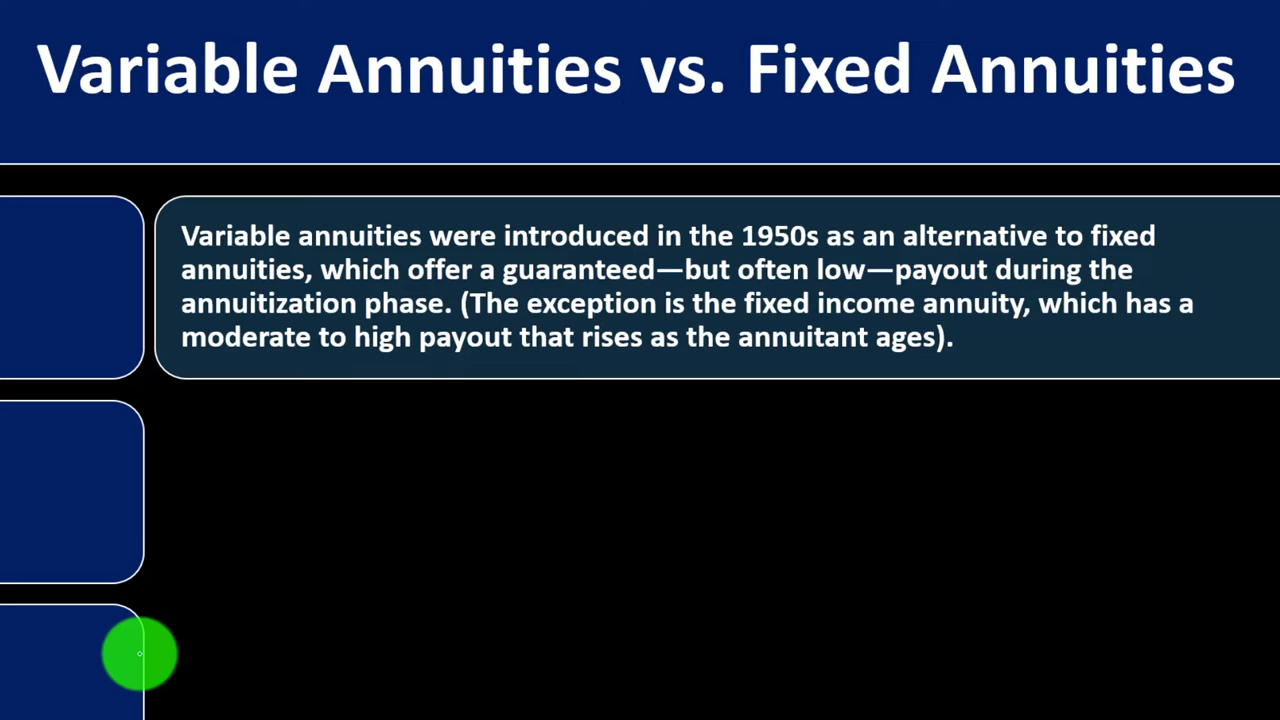 Variable Annuities vs. Fixed Annuities
Variable annuities were introduced in the 1950s as an alternative to fixed
annuities, which offer a guaranteed—but often low—payout during the
annuitization phase. (The exception is the fixed income annuity, which has a
moderate to high payout that rises as the annuitant ages).